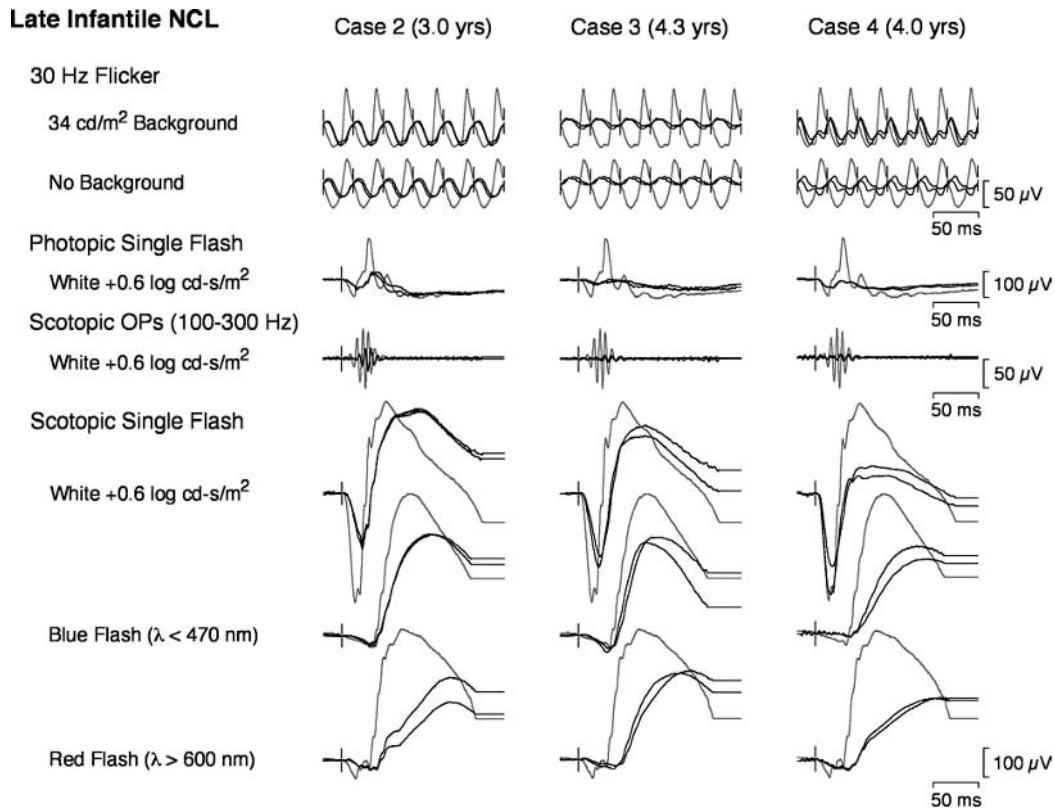 Late Infantile NCL
Case 2 (3.0 yrs)
Case 3 (4.3 yrs)
Case 4 (4.0 yrs)
30 Hz Flicker
34 cd/m² Background
No Background
50 µV
50 ms
Photopic Single Flash
White +0.6 log cd-s/m²
100 µV
50 ms
Scotopic OPs (100-300 Hz)
White +0.6 log cd-s/m²
50 µV
50 ms
Scotopic Single Flash
White +0.6 log cd-s/m²
Blue Flash (λ < 470 nm)
Red Flash (λ > 600 nm)
100 µV
50 ms